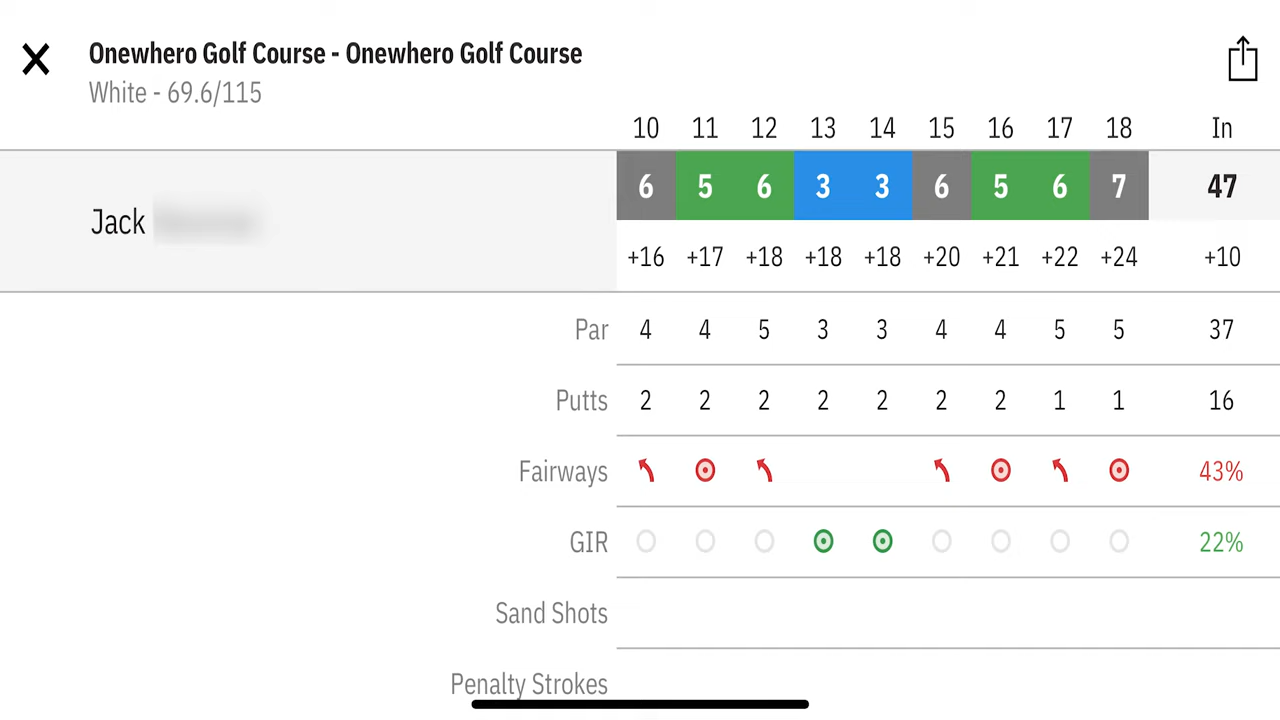 Onewhero Golf Course - Onewhero Golf Course
White - 69.6/115
10 11 12 13 14 15 16 17 18 In
6 5 6 3 3 6 5 6 7 47
Jack
+16 +17 +18 +18 +18 +20 +21 +22 +24 +10
Par 4 4 5 3 3 4 4 5 5 37
Putts 2 2 2 2 2 2 2 1 1 16
Fairways 43%
GIR 22%
Sand Shots
Penalty Strokes